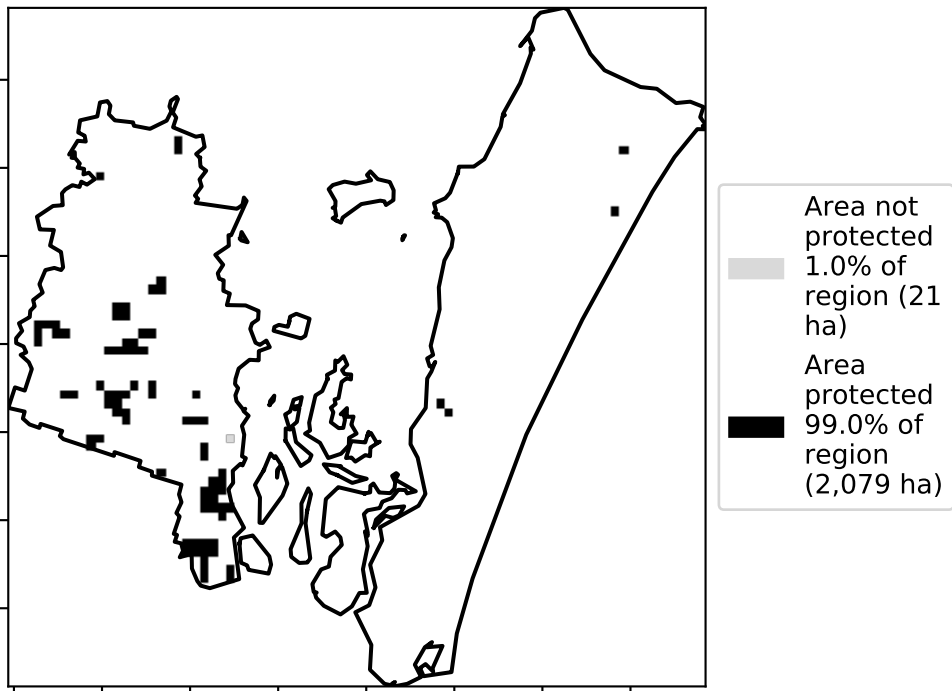 Area not
protected
1.0% of
region (21
ha)
Area
protected
99.0% of
region
(2,079 ha)